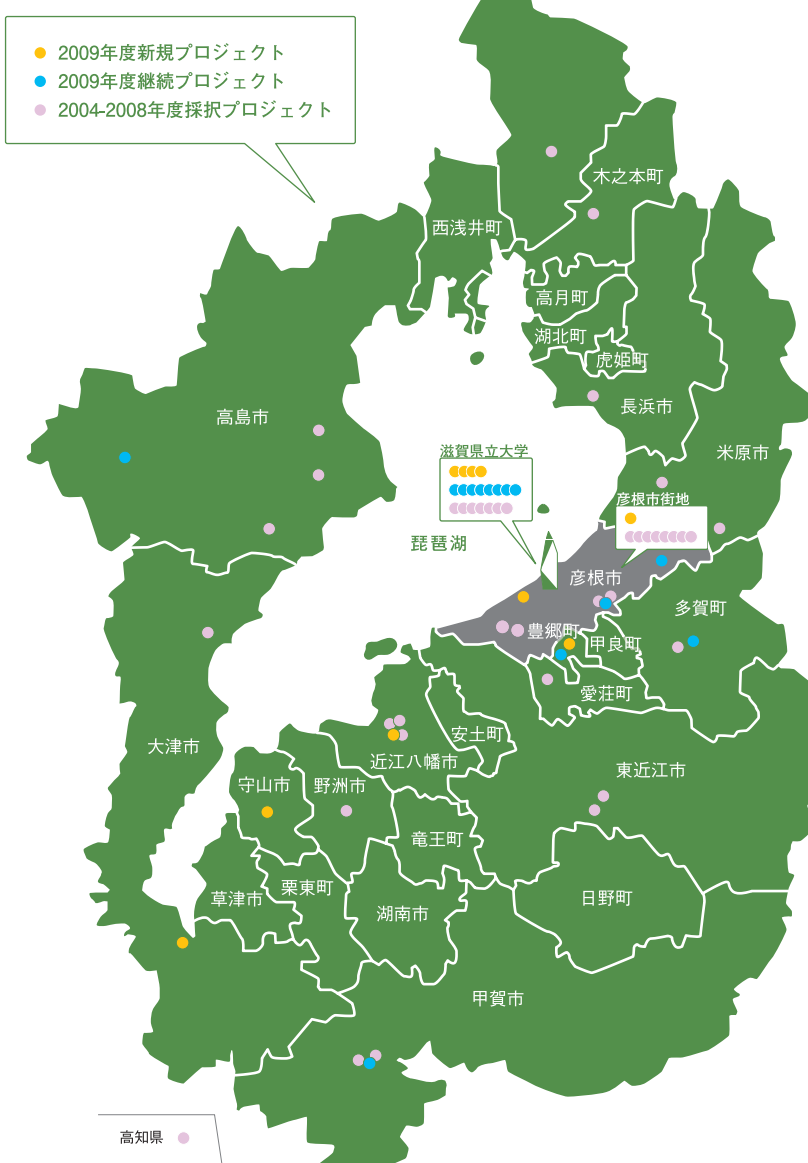 2009年度新規プロジェクト
2009年度継続プロジェクト
2004-2008年度採択プロジェクト
木之本町
西浅井町
高月町
湖北町
虎姫町
長浜市
高島市
米原市
滋賀県立大学
彦根市街地
琵琶湖
彦根市
多賀町
豊郷町
甲良町
愛荘町
大津市
安土町
近江八幡市
東近江市
守山市
野洲市
竜王町
栗東町
草津市
日野町
湖南市
甲賀市
高知県